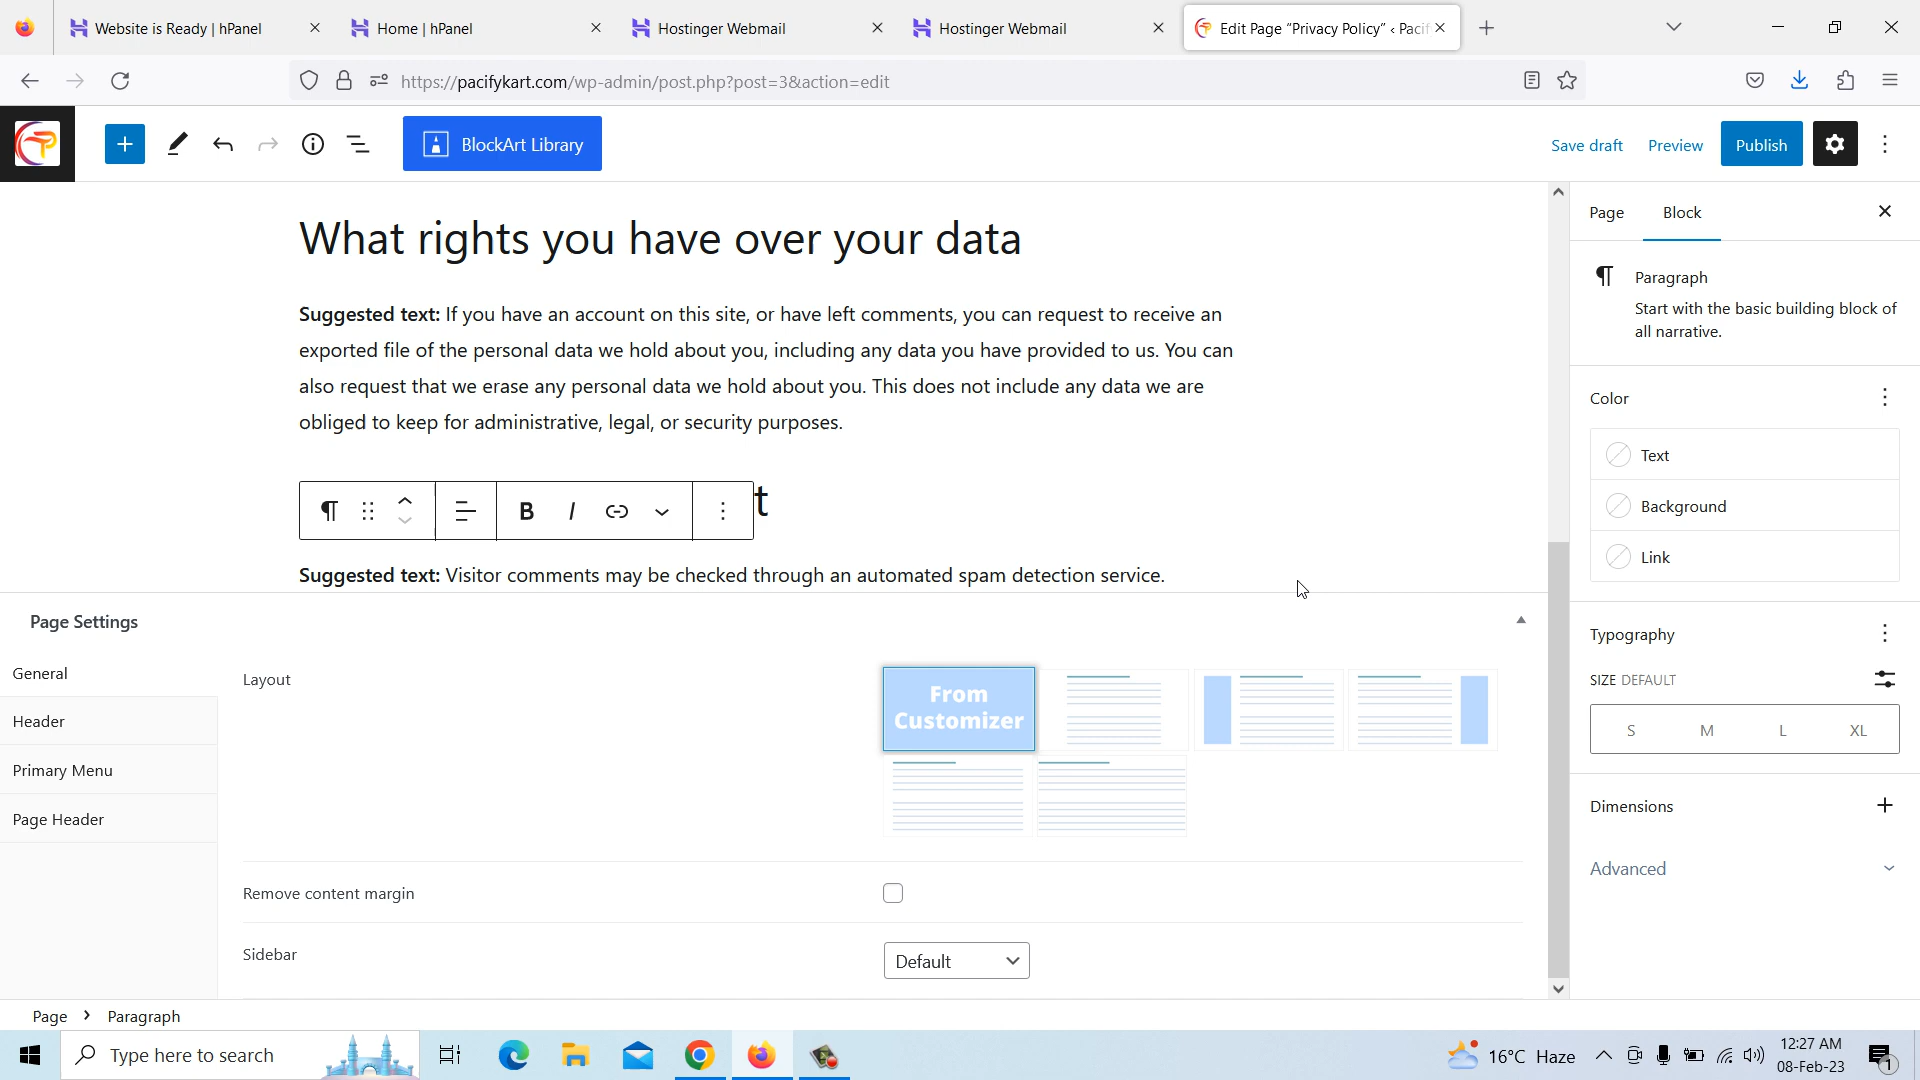 Website is Ready | hPanel
Home | hPanel
Hostinger Webmail
Hostinger Webmail
Edit Page “Privacy Policy” ‹ Pacif
https://pacifykart.com/wp-admin/post.php?post=3&action=edit
BlockArt Library
Save draft
Preview
Publish
What rights you have over your data
Suggested text: If you have an account on this site, or have left comments, you can request to receive an
exported file of the personal data we hold about you, including any data you have provided to us. You can
also request that we erase any personal data we hold about you. This does not include any data we are
obliged to keep for administrative, legal, or security purposes.
B I
t
Suggested text: Visitor comments may be checked through an automated spam detection service.
Page Settings
General
Header
Primary Menu
Page Header
Layout
From
Customizer
Remove content margin
Sidebar
Default
Page
Block
Paragraph
Start with the basic building block of
all narrative.
Color
Text
Background
Link
Typography
SIZE DEFAULT
S M L XL
Dimensions
Advanced
Page › Paragraph
Type here to search
16°C Haze
12:27 AM
08-Feb-23
1